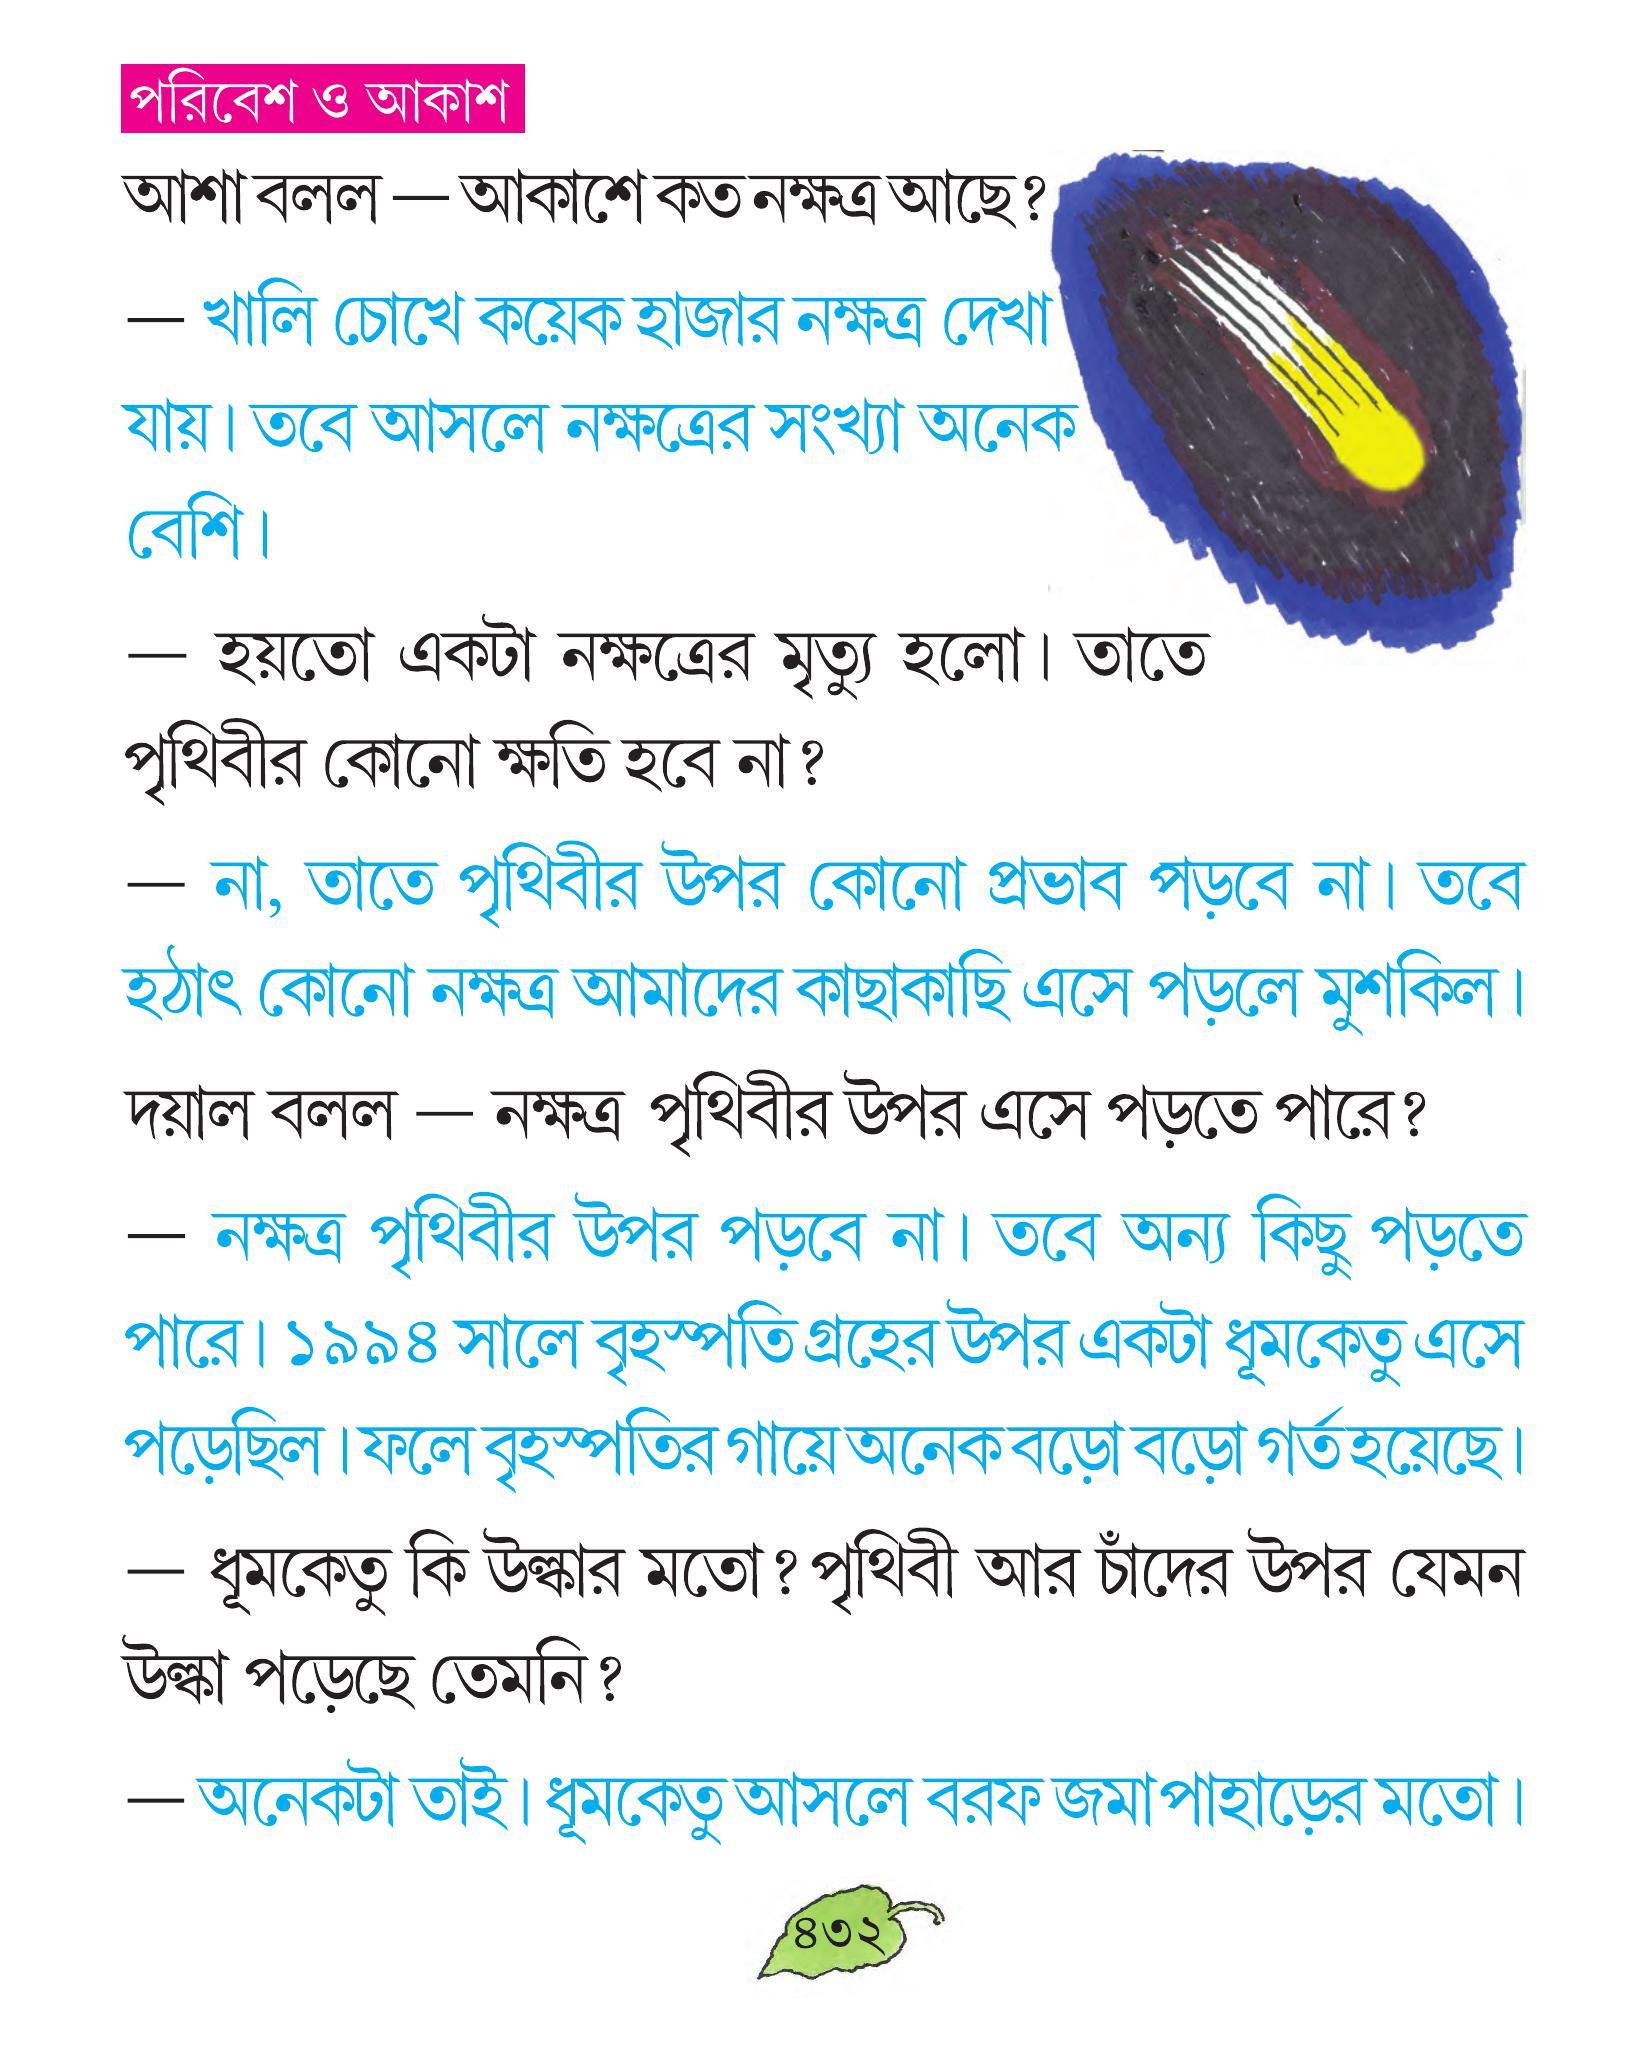 পরিবেশ ও আকাশ
আশা বলল — আকাশে কত নক্ষত্র আছে?
— খালি চোখে কয়েক হাজার নক্ষত্র দেখা
যায়। তবে আসলে নক্ষত্রের সংখ্যা অনেক
বেশি।
— হয়তো একটা নক্ষত্রের মৃত্যু হলো। তাতে
পৃথিবীর কোনো ক্ষতি হবে না?
— না, তাতে পৃথিবীর উপর কোনো প্রভাব পড়বে না। তবে
হঠাৎ কোনো নক্ষত্র আমাদের কাছাকাছি এসে পড়লে মুশকিল।
দয়াল বলল — নক্ষত্র পৃথিবীর উপর এসে পড়তে পারে?
— নক্ষত্র পৃথিবীর উপর পড়বে না। তবে অন্য কিছু পড়তে
পারে। ১৯৯৪ সালে বৃহস্পতি গ্রহের উপর একটা ধূমকেতু এসে
পড়েছিল। ফলে বৃহস্পতির গায়ে অনেক বড়ো বড়ো গর্ত হয়েছে।
— ধূমকেতু কি উল্কার মতো? পৃথিবী আর চাঁদের উপর যেমন
উল্কা পড়েছে তেমনি?
— অনেকটা তাই। ধূমকেতু আসলে বরফ জমা পাহাড়ের মতো।
৪৩২